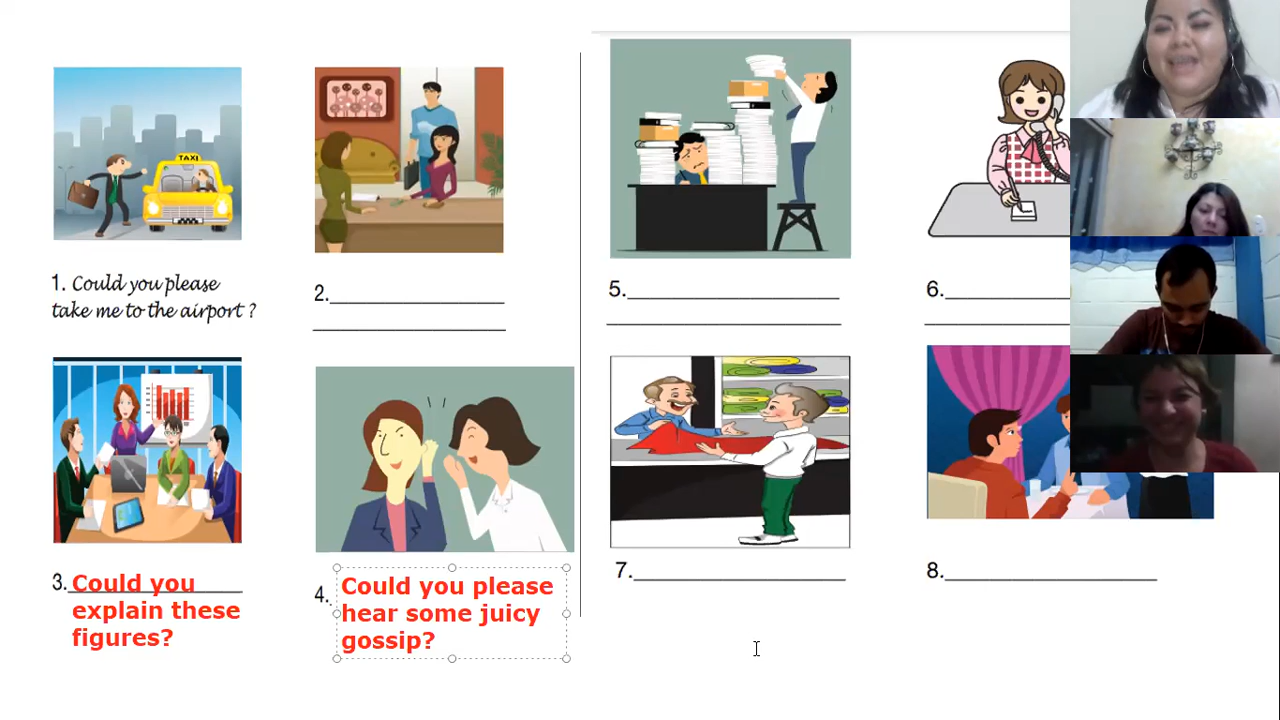 TAXI
1. Could you please
take me to the airport ?
2.
3. Could you
explain these
figures?
4. Could you please
hear some juicy
gossip?
5.
6.
7.
8.